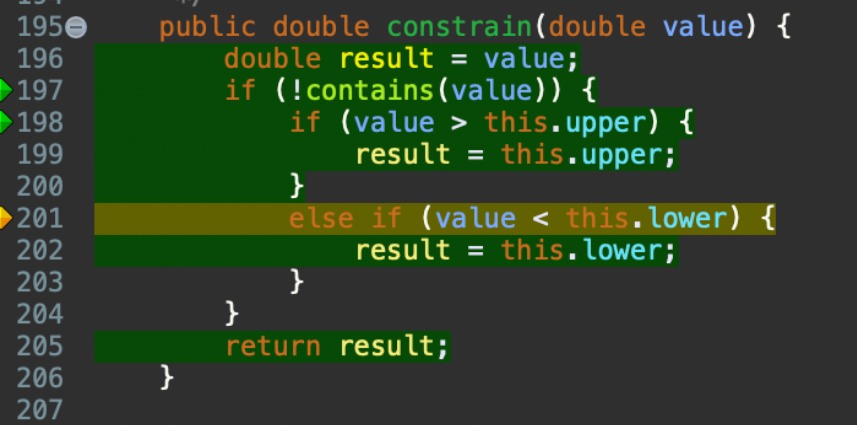 195 public double constrain(double value) {
196 double result = value;
197 if (!contains(value)) {
198 if (value > this.upper) {
199 result = this.upper;
200 }
201 else if (value < this.lower) {
202 result = this.lower;
203 }
204 }
205 return result;
206 }
207